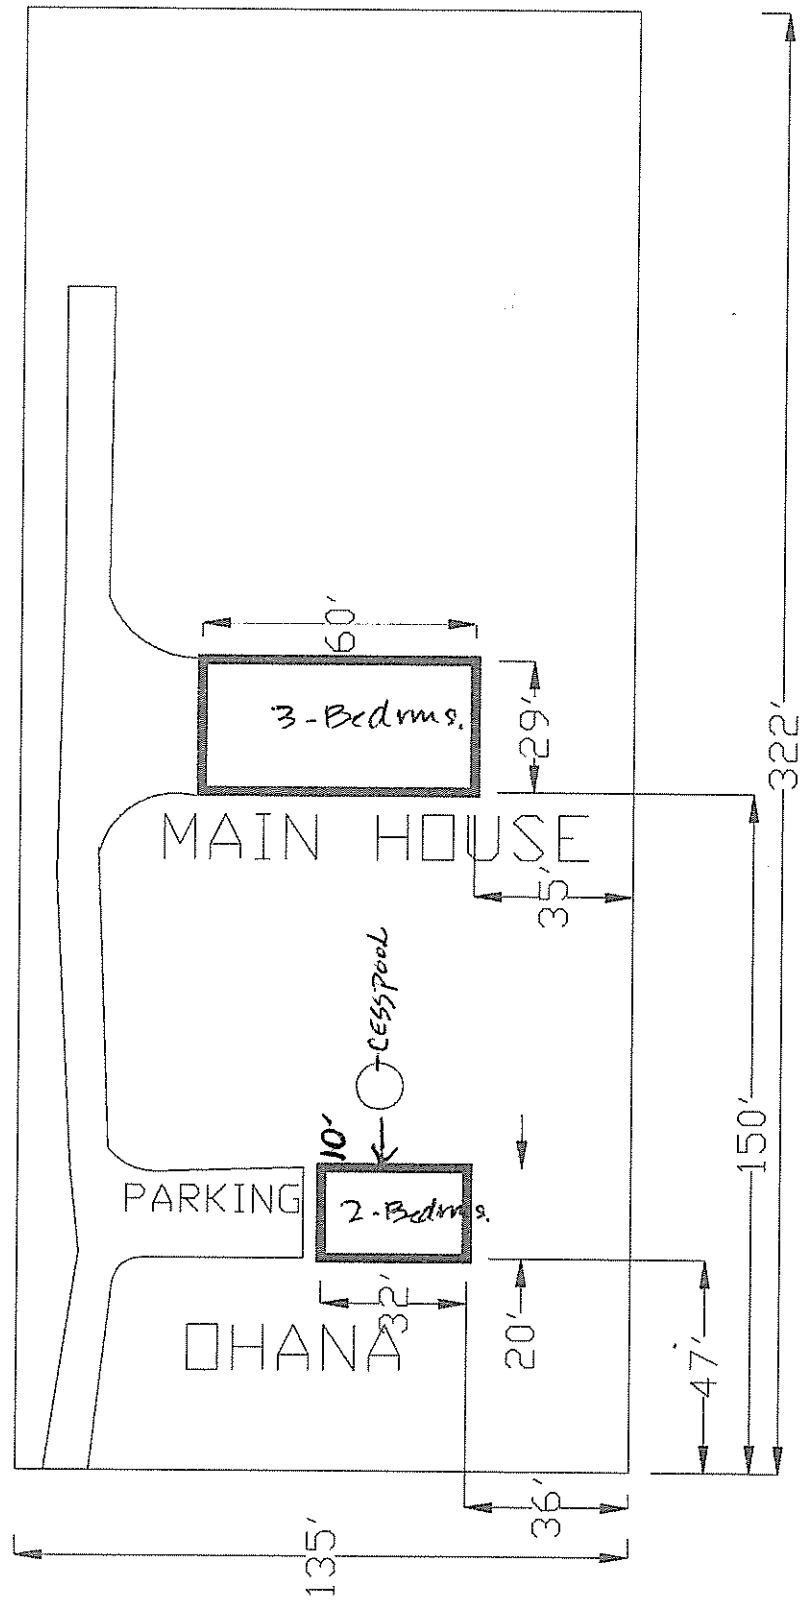 60'
3-Bedrms.
29'
322'
MAIN HOUSE
35'
CESSPOOL
150'
10'
PARKING
2-Bedrms.
32'
OHANA
20'
47'
36'
135'